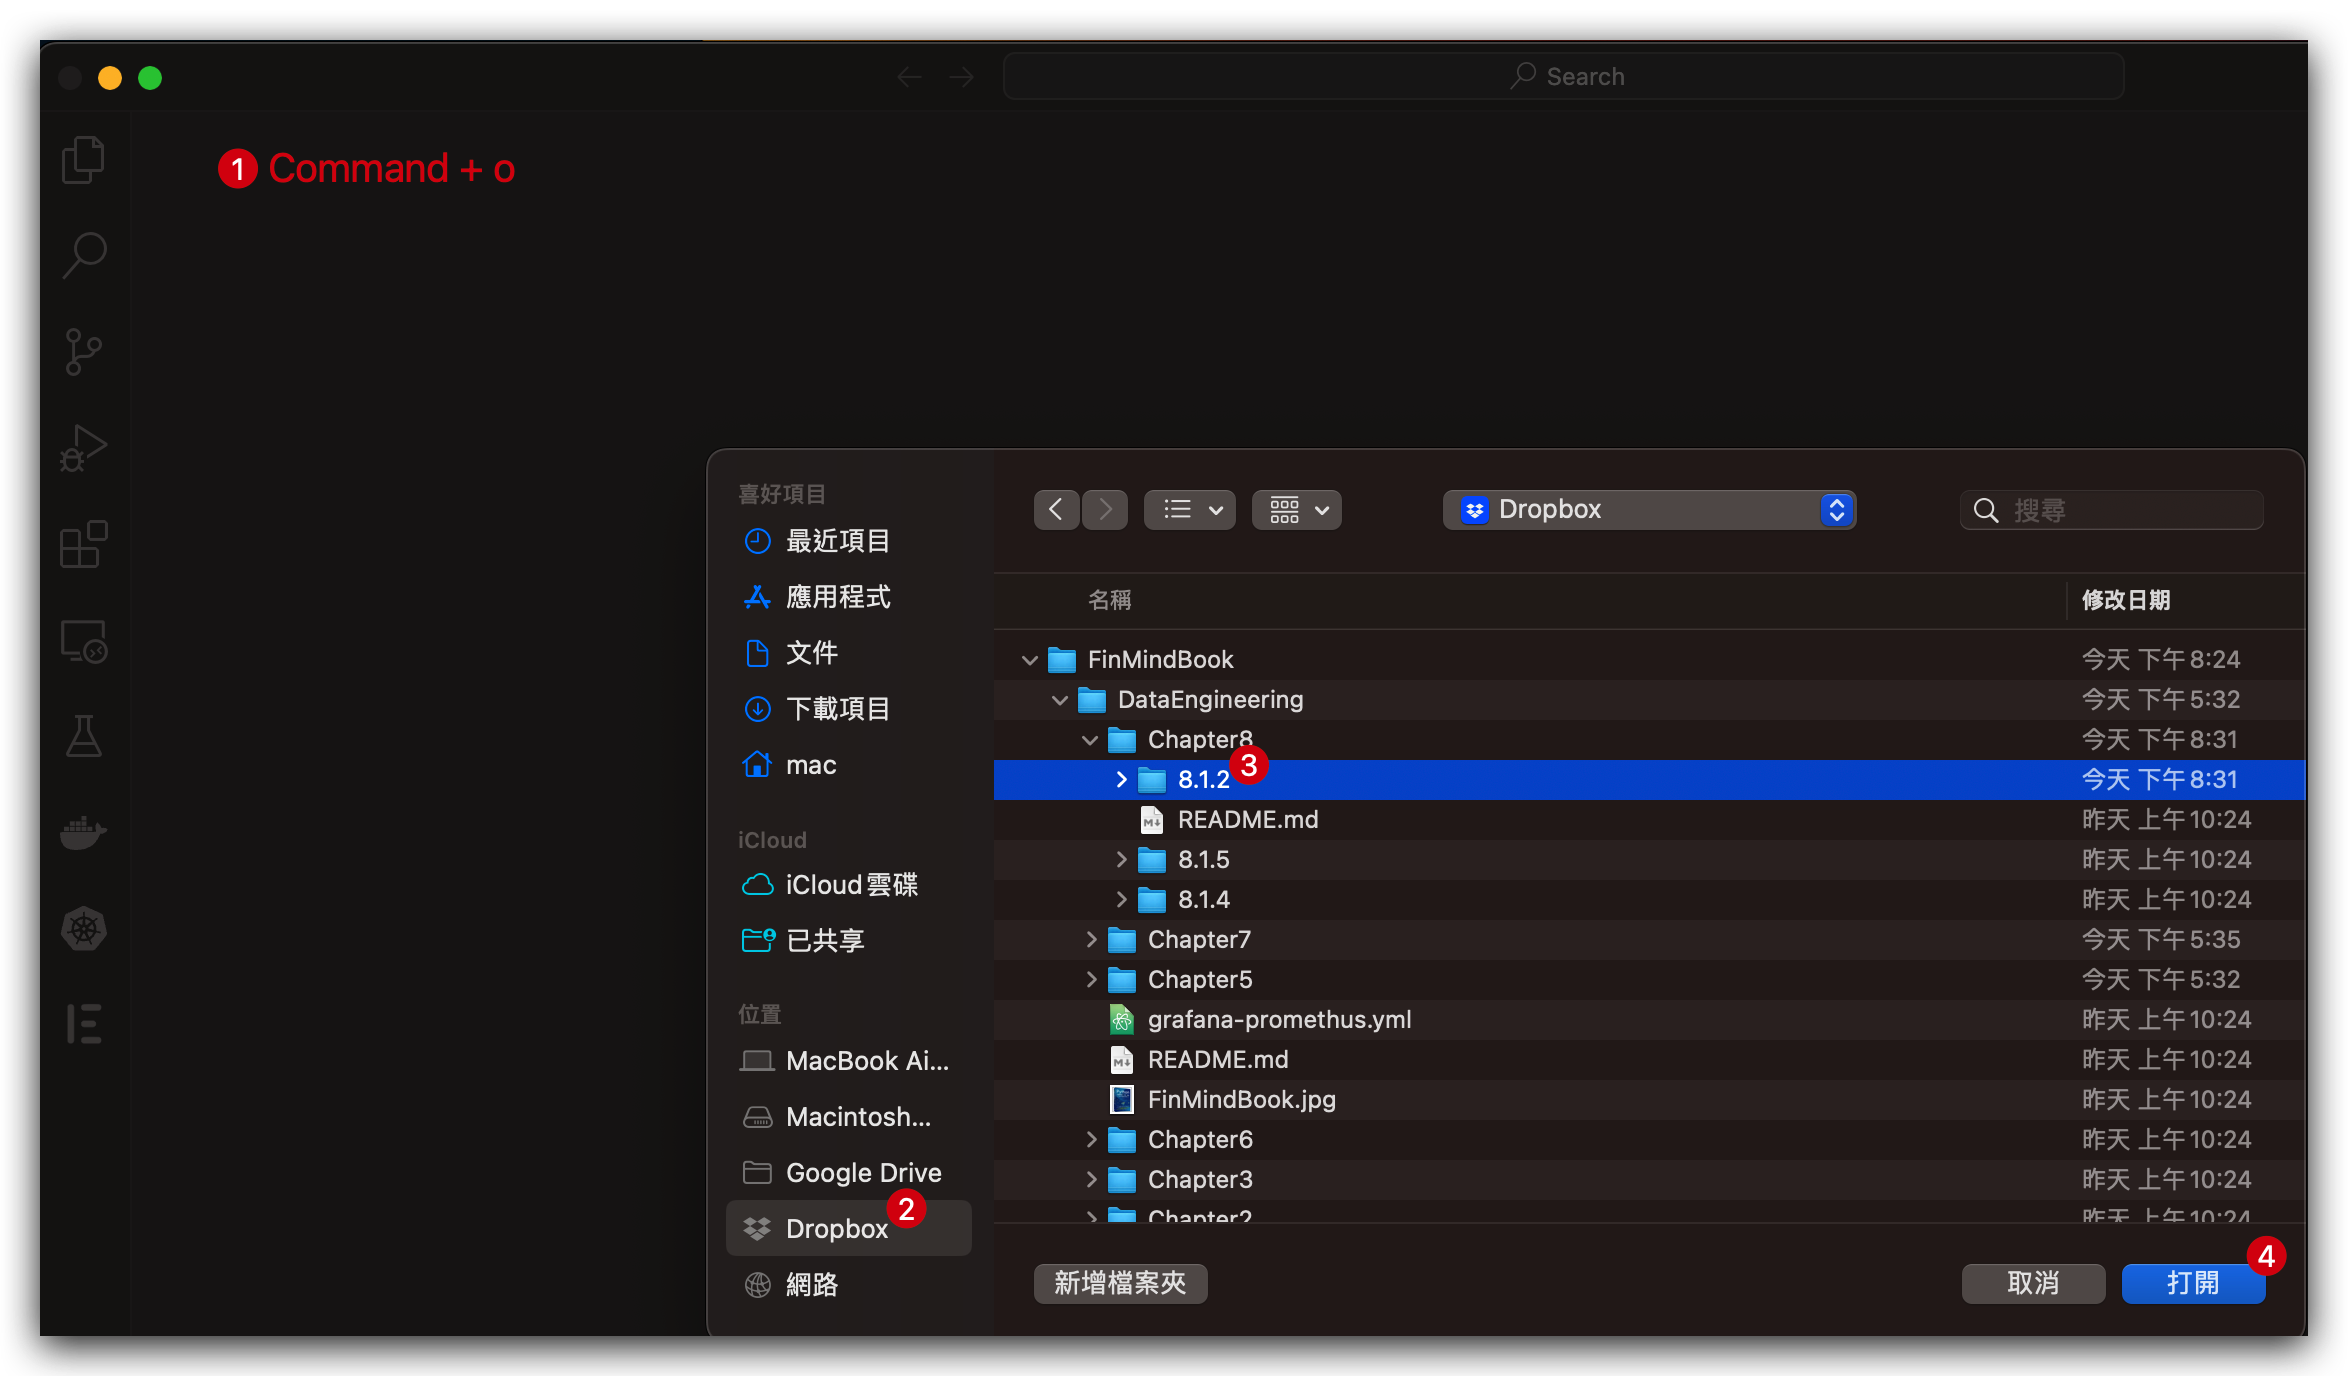 Search
1 Command + o
喜好項目
最近項目
應用程式
文件
下載項目
mac
iCloud
iCloud雲碟
已共享
位置
MacBook Ai...
Macintosh...
Google Drive
Dropbox 2
網路
Dropbox
搜尋
名稱 修改日期
FinMindBook 今天 下午8:24
DataEngineering 今天 下午5:32
Chapter8 今天 下午8:31
8.1.2 3 今天 下午8:31
README.md 昨天 上午10:24
8.1.5 昨天 上午10:24
8.1.4 昨天 上午10:24
Chapter7 今天 下午5:35
Chapter5 今天 下午5:32
grafana-promethus.yml 昨天 上午10:24
README.md 昨天 上午10:24
FinMindBook.jpg 昨天 上午10:24
Chapter6 昨天 上午10:24
Chapter3 昨天 上午10:24
Chapter2 昨天 上午10:24
新增檔案夾
取消
打開 4